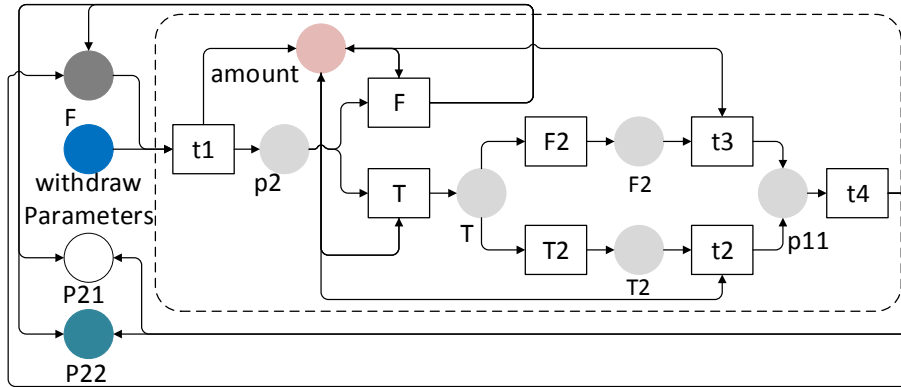 amount
F
F
t1
p2
withdraw
Parameters
T
T
F2
F2
t3
T2
T2
t2
p11
t4
P21
P22